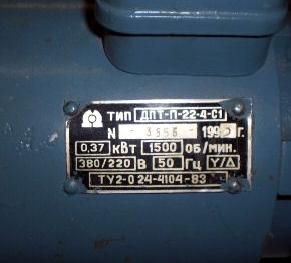 ТИП ДПТ-П-22-4-С1
N 3558 199 г.
0,37 кВт 1500 ОБ/МИН.
380/220 В 50 Гц Y/Δ
ТУ2-024-4104-83